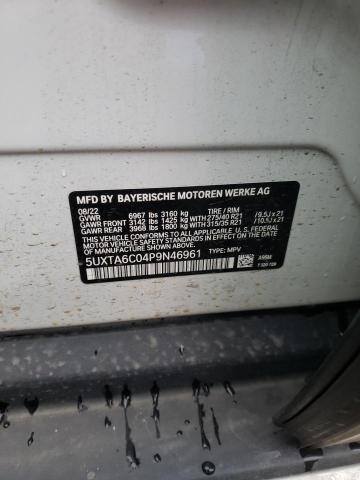 MFD BY BAYERISCHE MOTOREN WERKE AG
08/22
GVWR 6967 lbs 3160 kg TIRE / RIM
GAWR FRONT 3142 lbs 1425 kg W/TR 275/40 R21 / 9.5J x 21
GAWR REAR 3968 lbs 1800 kg W/TR 315/35 R21 / 10.5J x 21
THIS VEHICLE CONFORMS TO ALL APPLICABLE U. S. FEDERAL
MOTOR VEHICLE SAFETY STANDARDS IN EFFECT ON THE
DATE OF MANUFACTURE SHOWN ABOVE.
5UXTA6C04P9N46961 TYPE: MPV